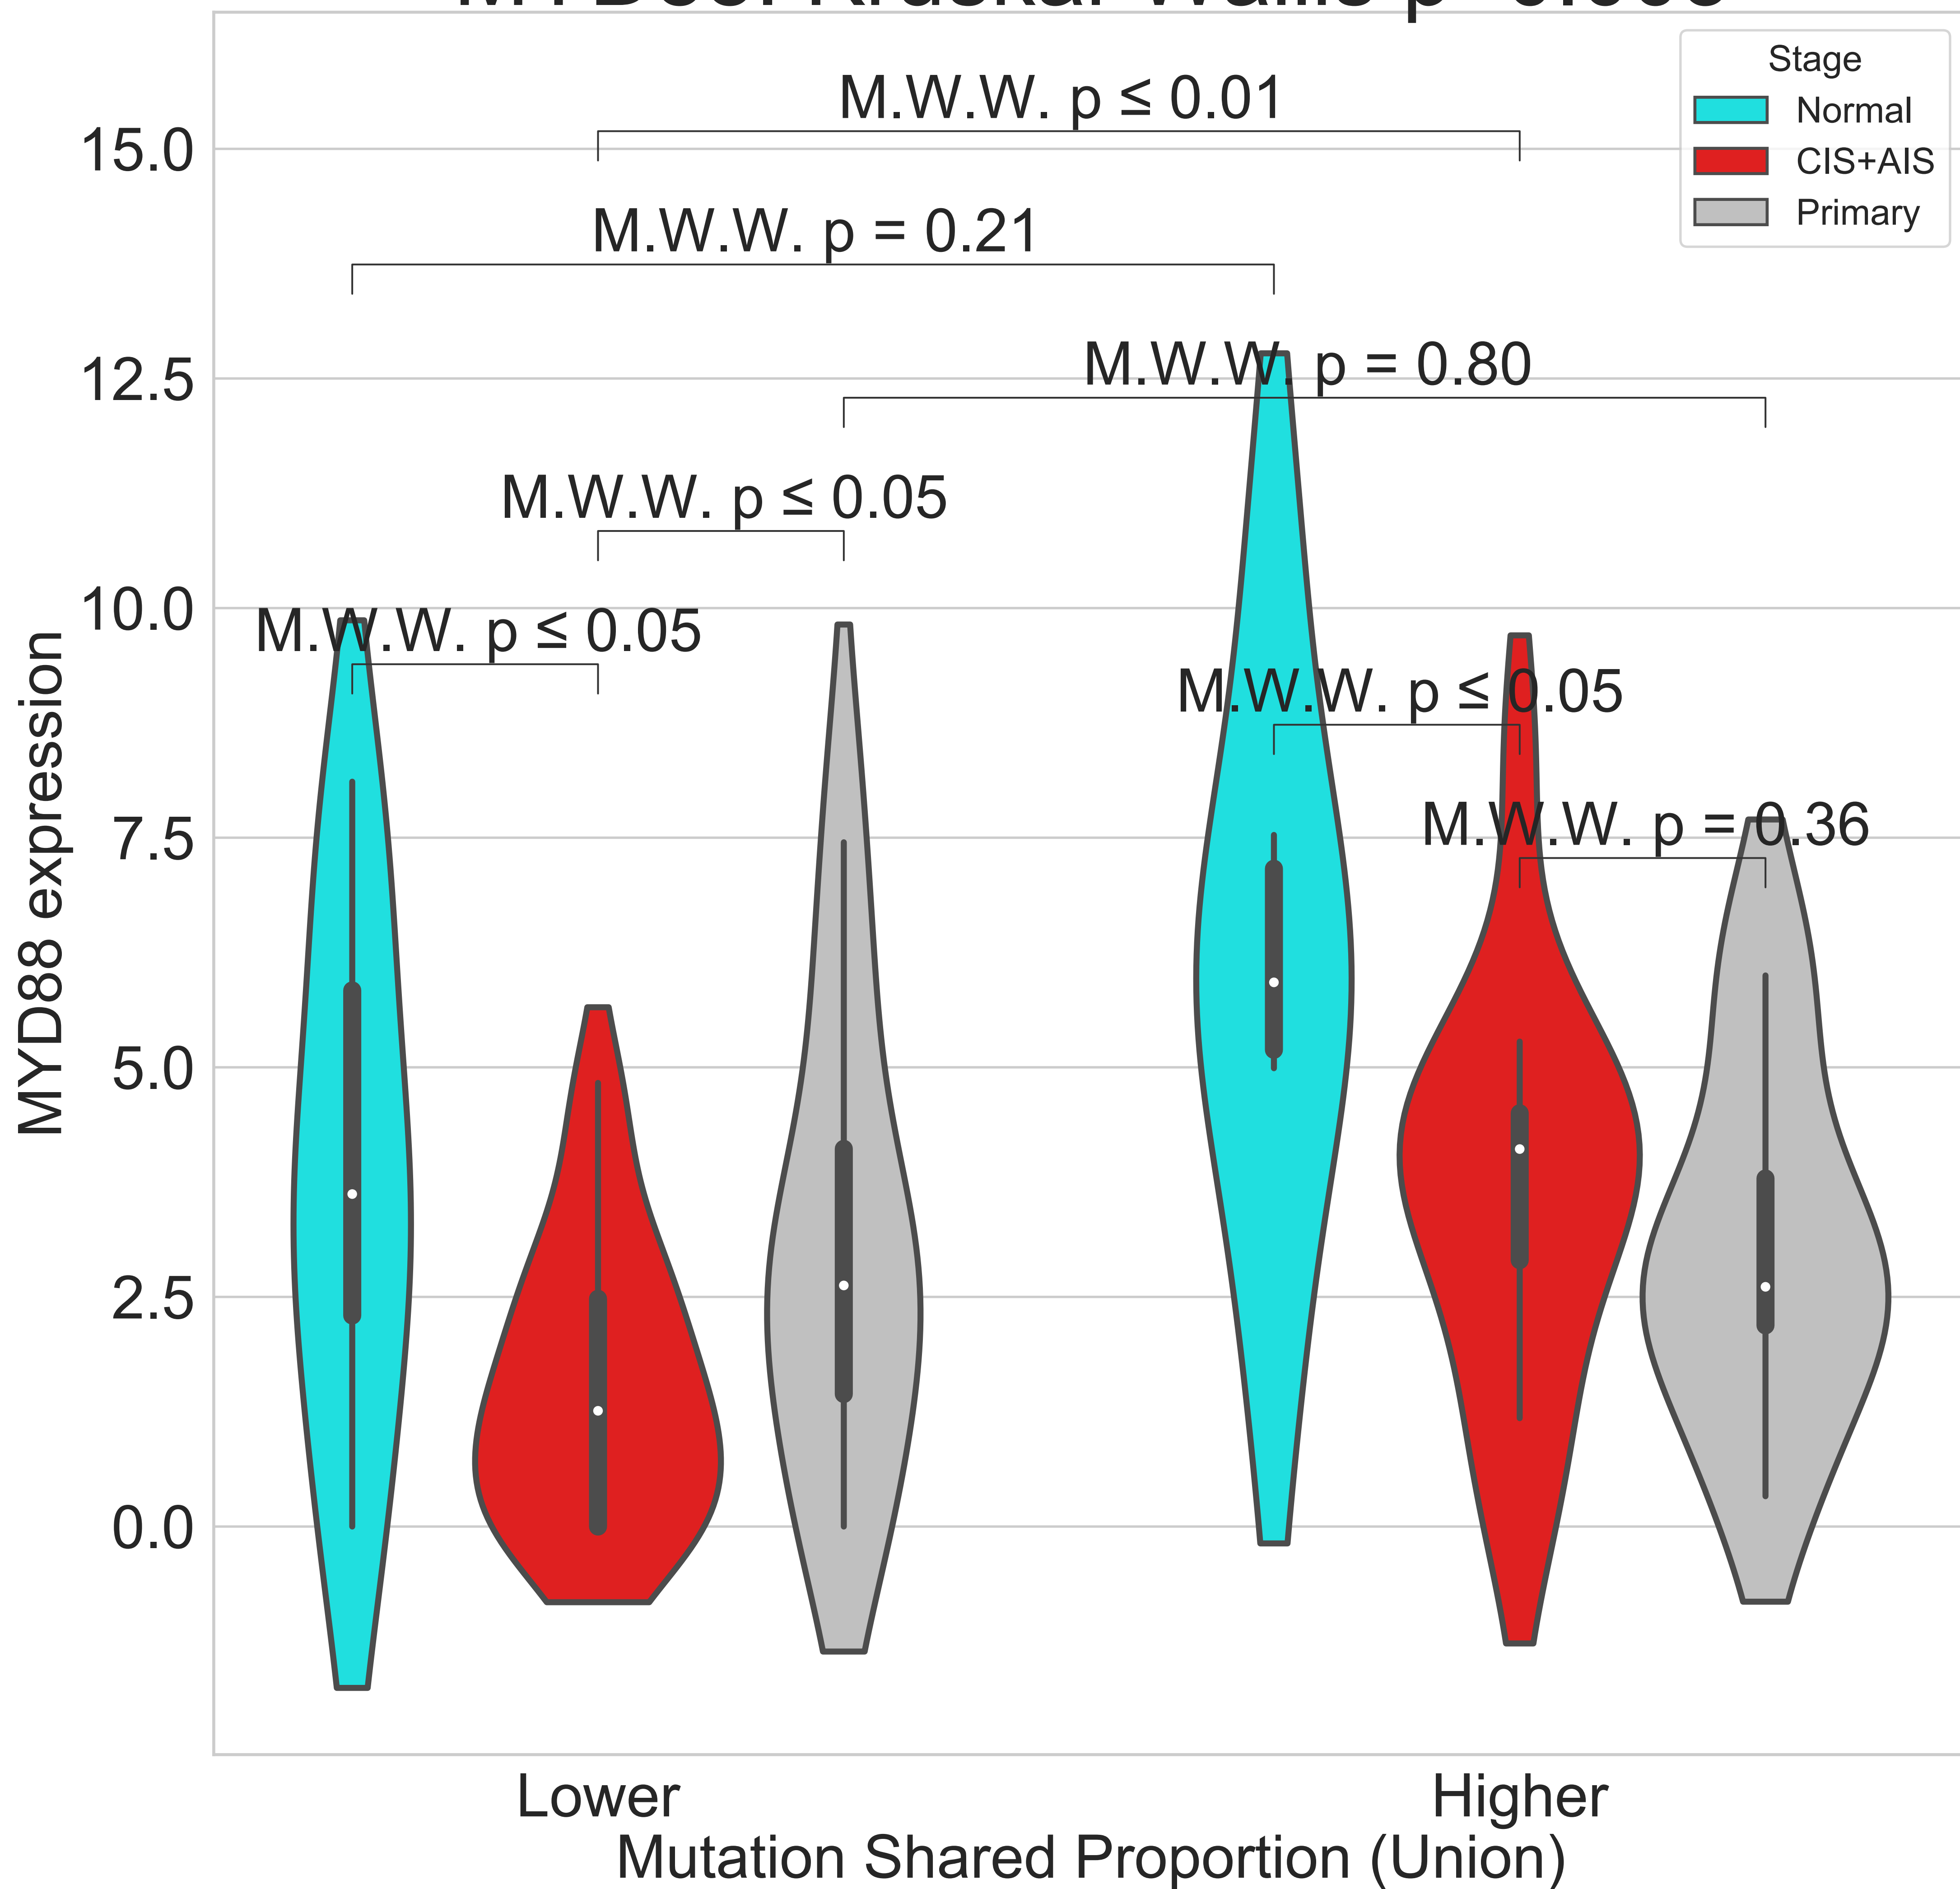 Stage
Normal
CIS+AIS
Primary
M.W.W. p ≤ 0.01
M.W.W. p = 0.21
M.W.W. p = 0.80
M.W.W. p ≤ 0.05
M.W.W. p ≤ 0.05
M.W.W. p ≤ 0.05
M.W.W. p = 0.36
15.0
12.5
10.0
7.5
5.0
2.5
0.0
MYD88 expression
Lower
Higher
Mutation Shared Proportion (Union)